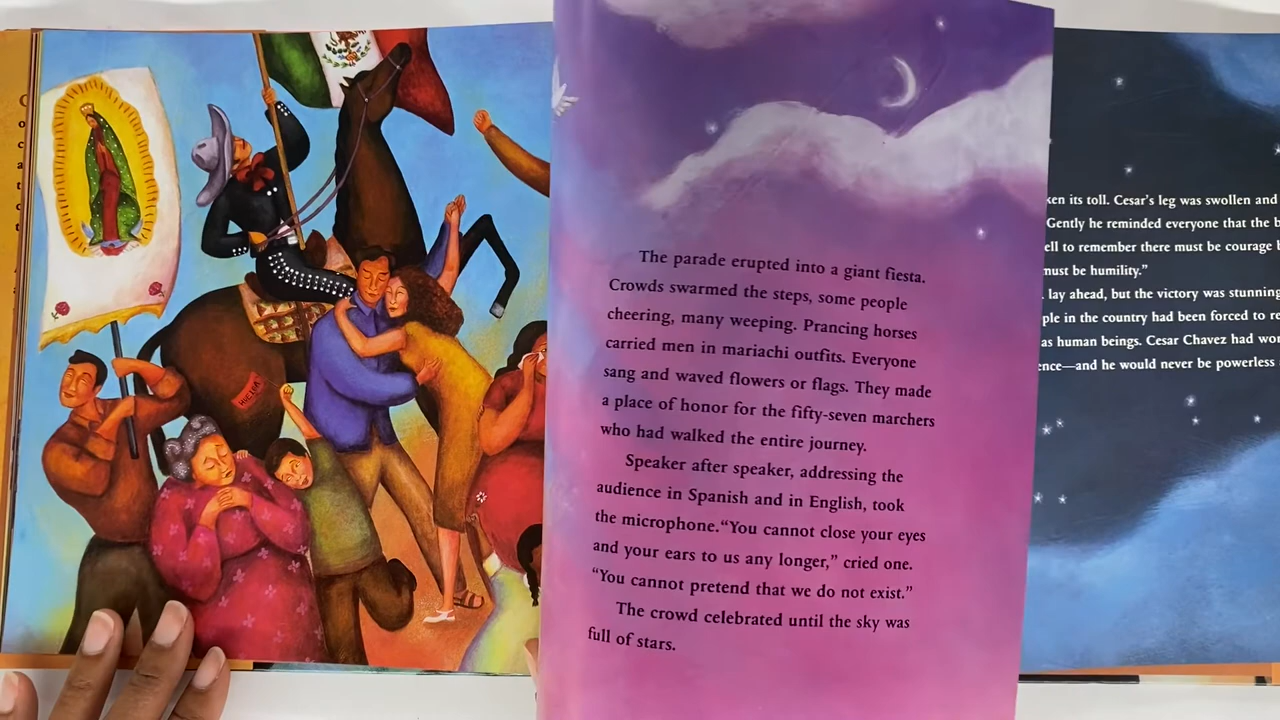 HUELGA
The parade erupted into a giant fiesta.
Crowds swarmed the steps, some people
cheering, many weeping. Prancing horses
carried men in mariachi outfits. Everyone
sang and waved flowers or flags. They made
a place of honor for the fifty-seven marchers
who had walked the entire journey.
Speaker after speaker, addressing the
audience in Spanish and in English, took
the microphone.“You cannot close your eyes
and your ears to us any longer,” cried one.
“You cannot pretend that we do not exist.”
The crowd celebrated until the sky was
full of stars.
its toll. Cesar’s leg was swollen and
Gently he reminded everyone that the
to remember there must be courage
must be humility.”
lay ahead, but the victory was stunning
in the country had been forced to
as human beings. Cesar Chavez had
and he would never be powerless